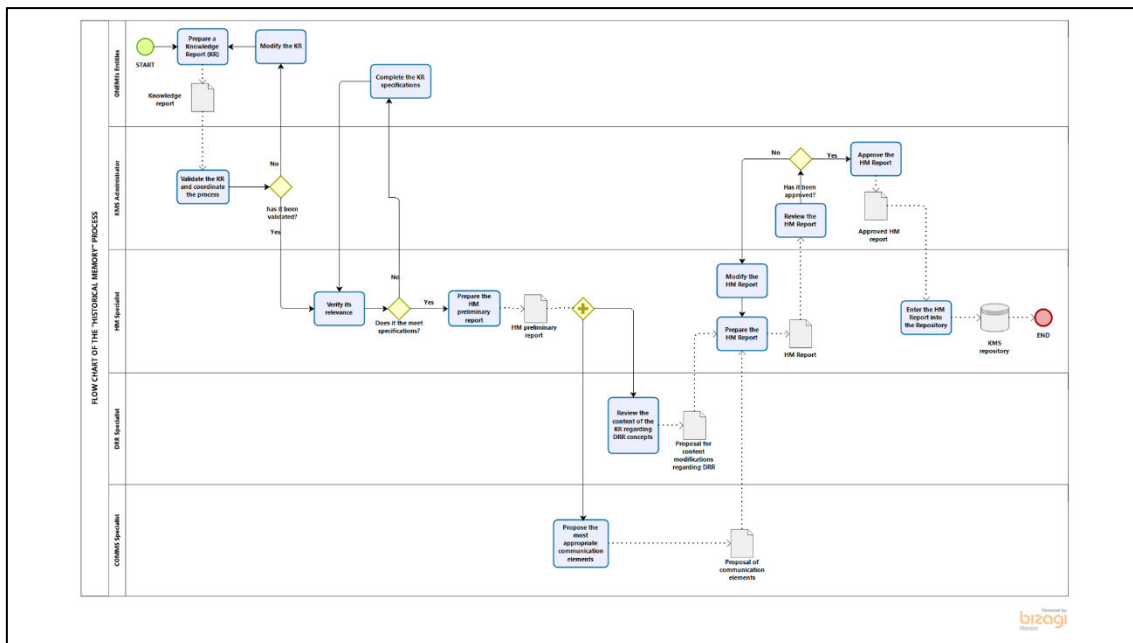 FLOW CHART OF THE "HISTORICAL MEMORY" PROCESS
ONEMI's Entities
START
Prepare a
Knowledge
Report (KR)
Modify the KR
Knowledge
report
Complete the KR
specifications
KMS Administrator
Validate the KR
and coordinate
the process
No
has it been
validated?
Yes
No
Has it been
approved?
Yes
Approve the
HM Report
Review the
HM Report
Approved HM
report
HM Specialist
Verify its
relevance
No
Does it the meet
specifications?
Yes
Prepare the
HM
preliminary
report
HM preliminary
report
Modify the
HM Report
Prepare the
HM Report
HM Report
Enter the HM
Report into
the Repository
KMS
repository
END
DRR Specialist
Review the
content of the
KR regarding
DRR concepts
Proposal for
content
modifications
regarding DRR
COMMS Specialist
Propose the
most
appropriate
communication
elements
Proposal of
communication
elements
Powered by
bizagi
Modeler